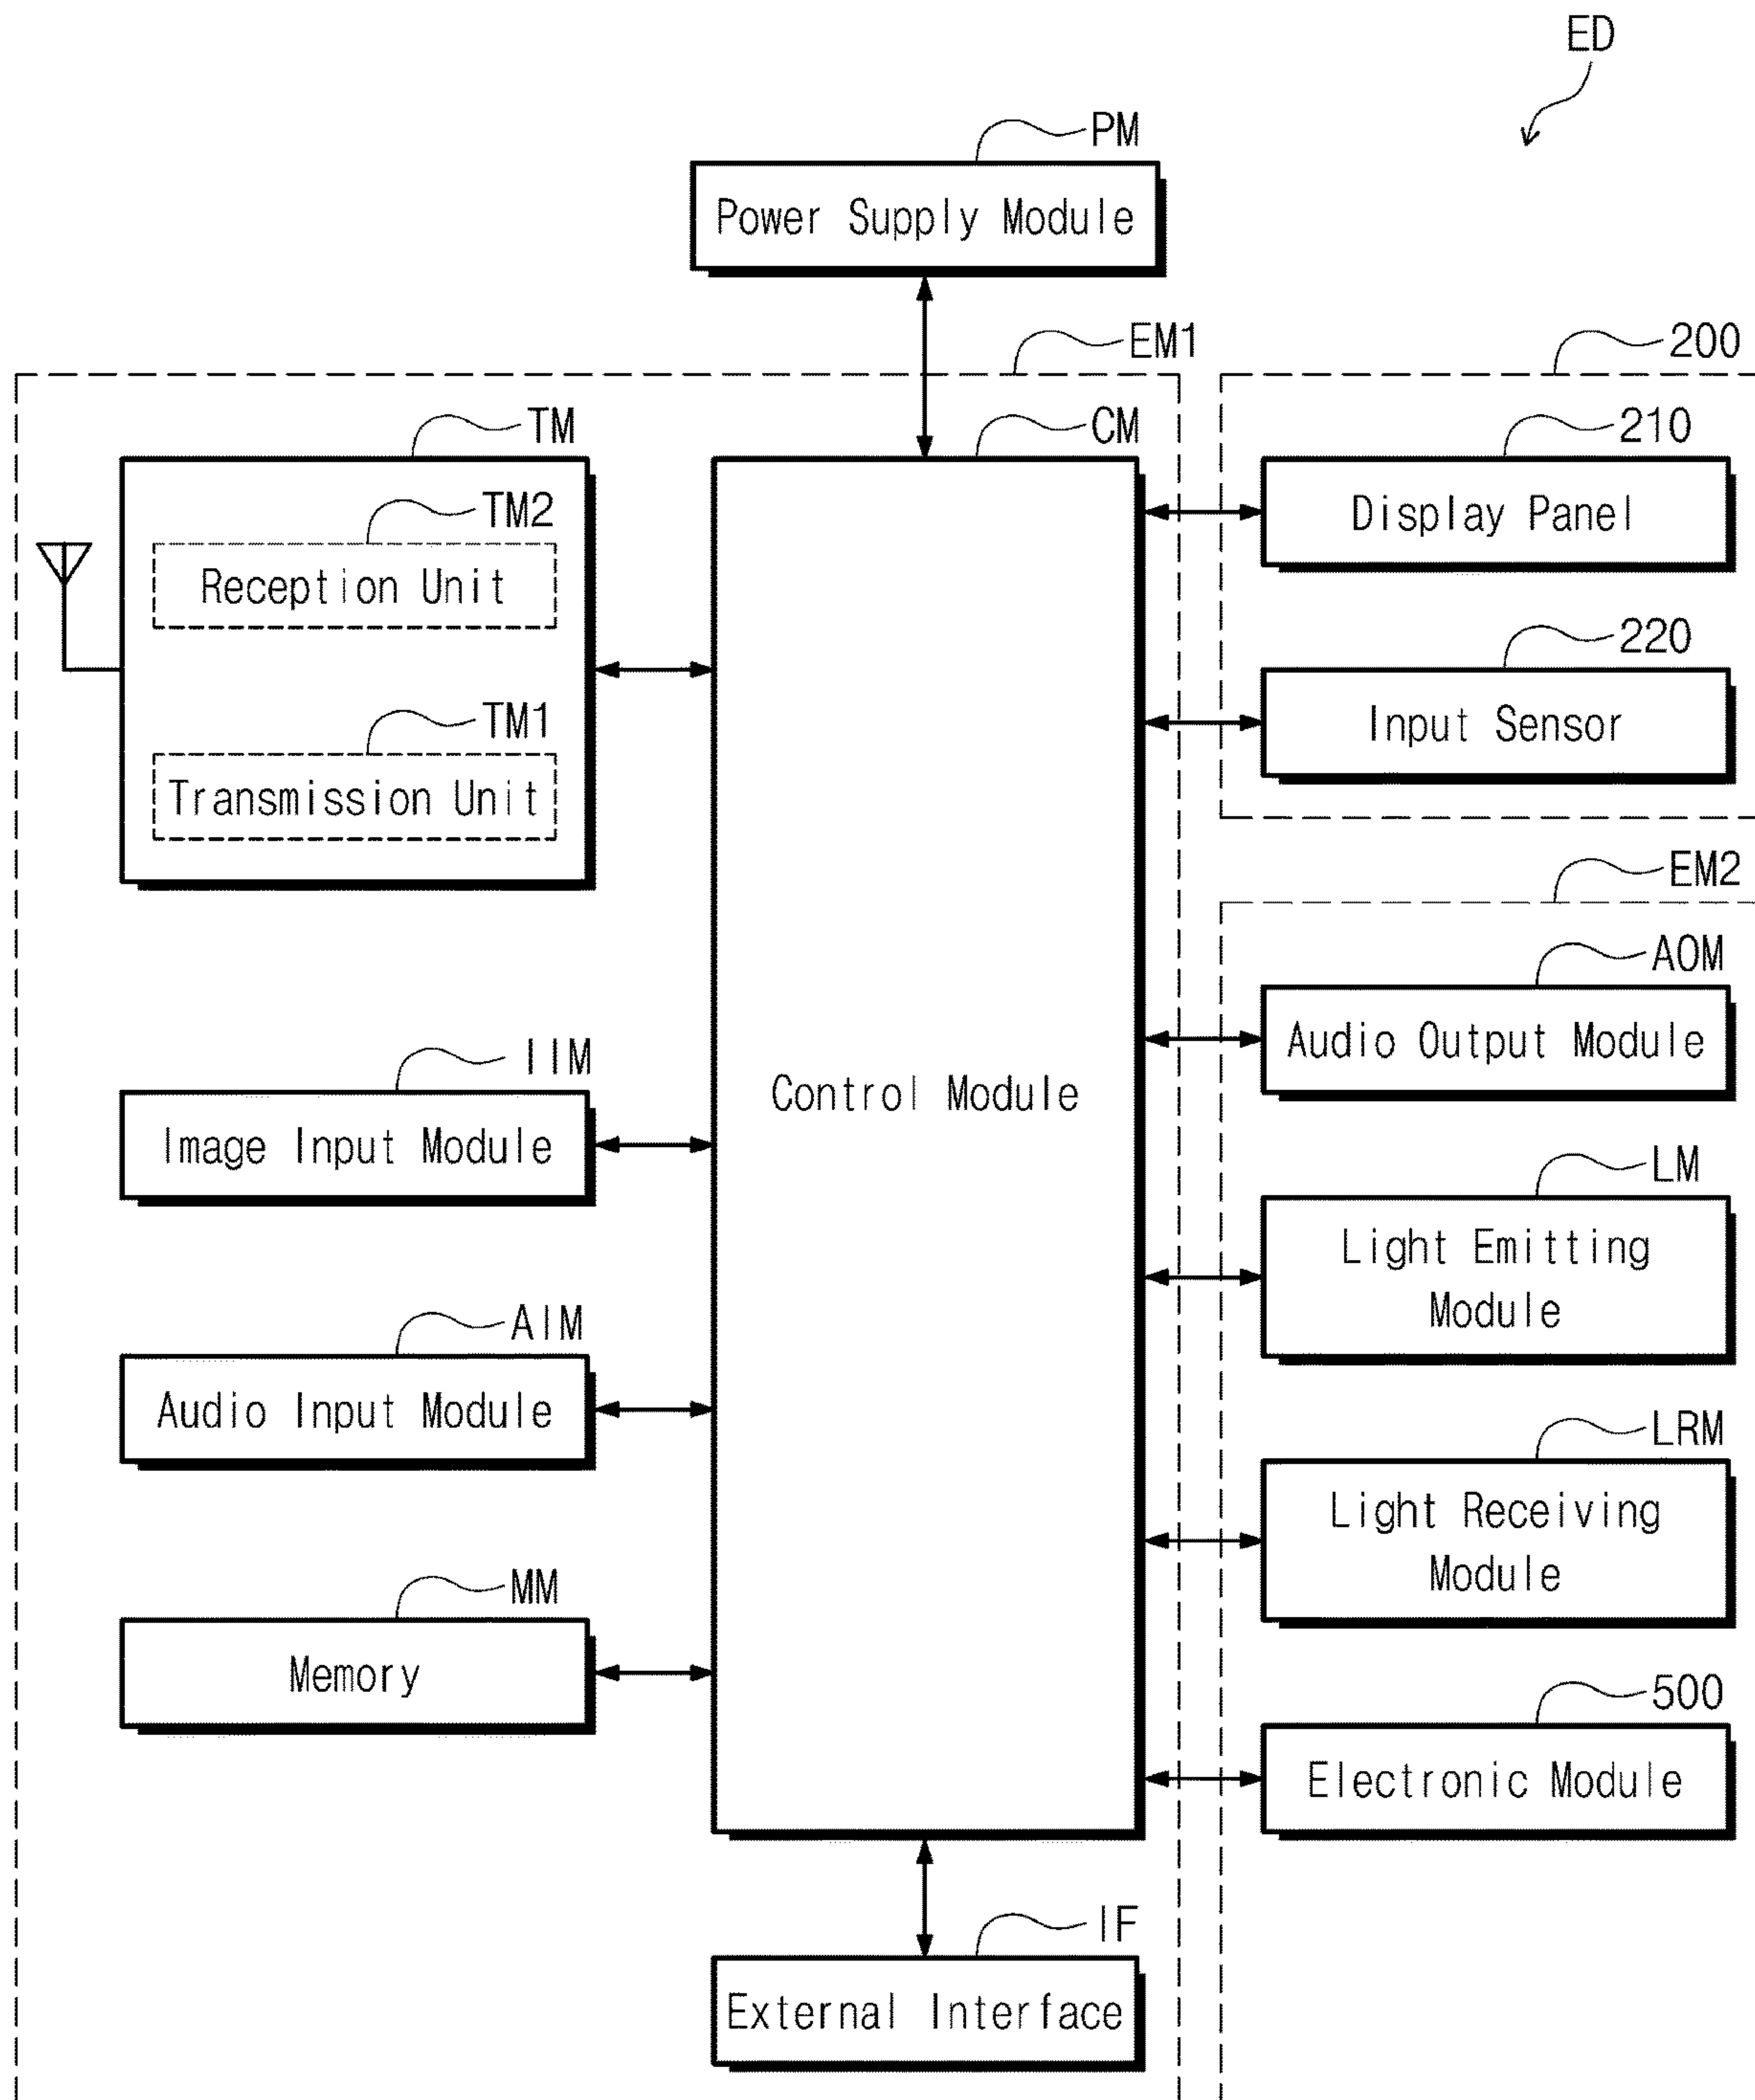 ED
PM
Power Supply Module
EM1
200
TM
CM
210
TM2
Reception Unit
Display Panel
220
TM1
Transmission Unit
Input Sensor
EM2
AOM
Audio Output Module
IIM
Image Input Module
Control Module
LM
Light Emitting
Module
AIM
Audio Input Module
LRM
Light Receiving
Module
MM
Memory
500
Electronic Module
IF
External Interface